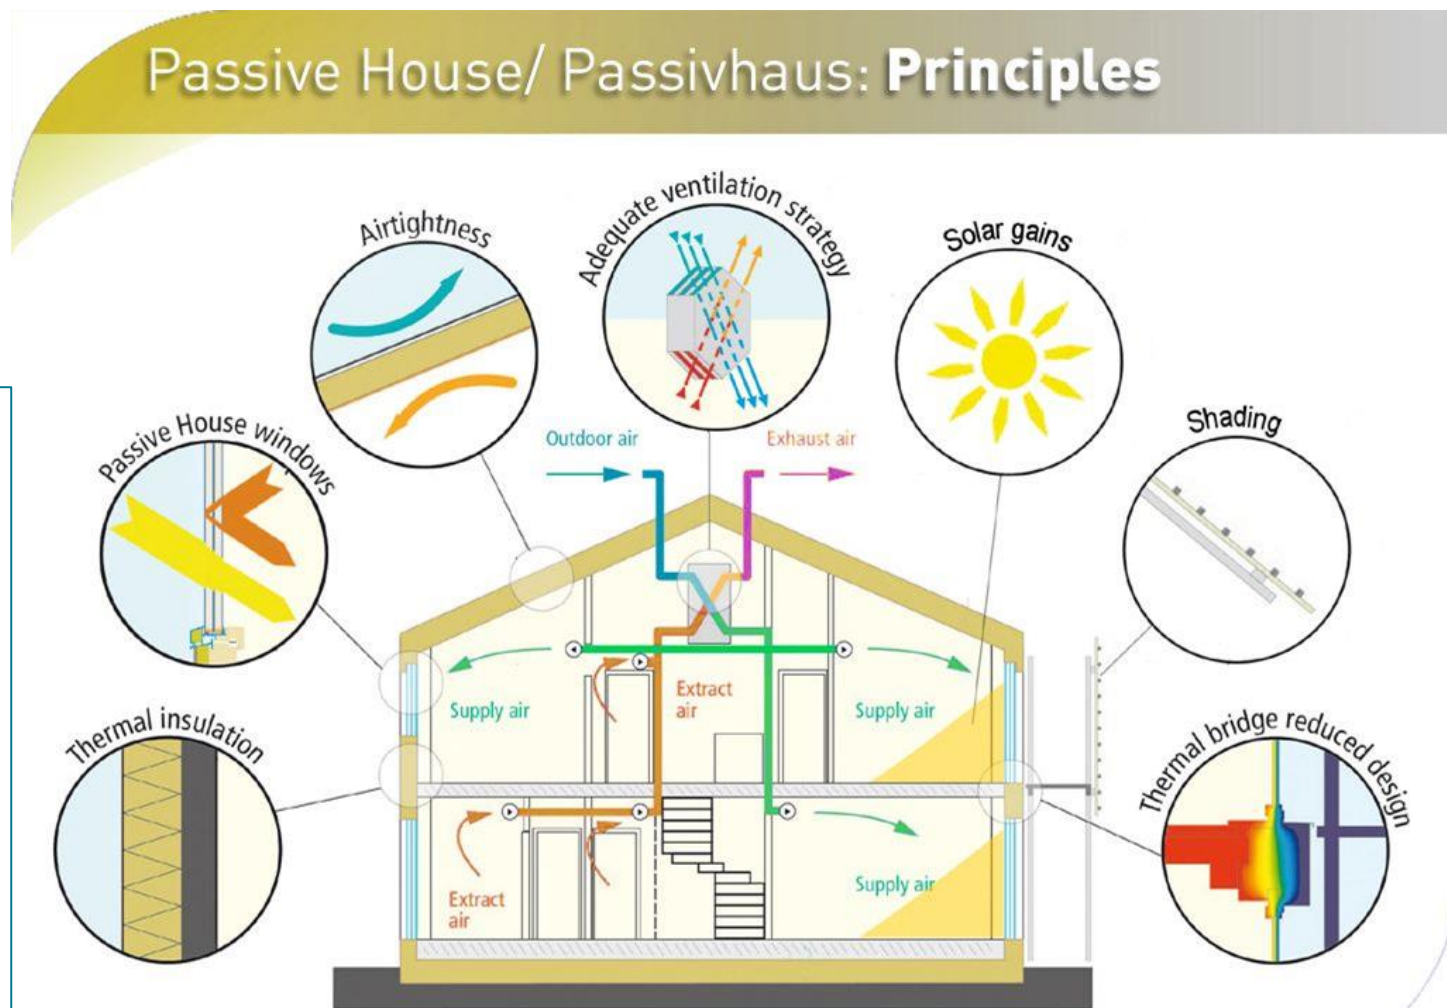 Passive House/ Passivhaus: Principles
Airtightness
Adequate ventilation strategy
Solar gains
Passive House windows
Outdoor air
Exhaust air
Shading
Thermal insulation
Supply air
Extract
air
Supply air
Thermal bridge reduced design
Extract
air
Supply air